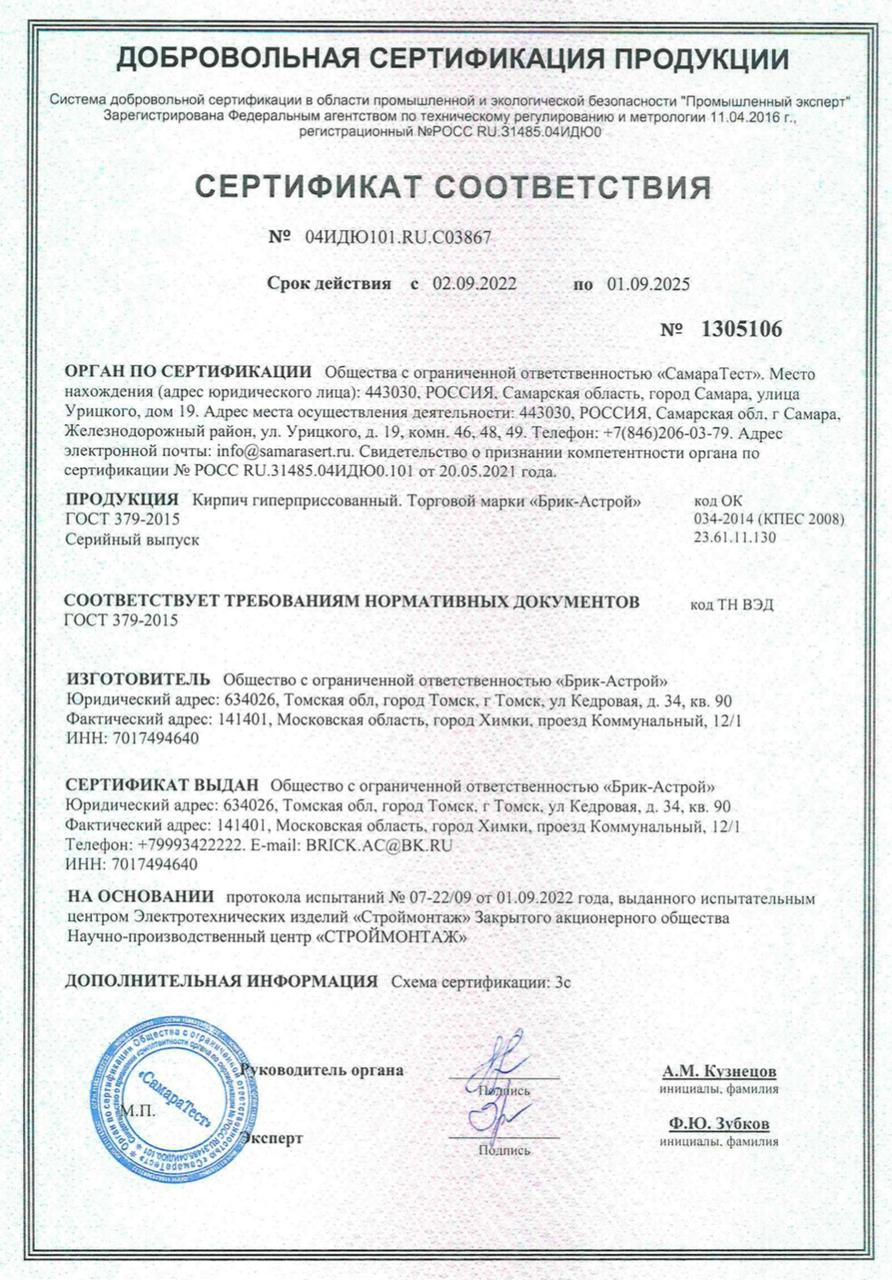 ДОБРОВОЛЬНАЯ СЕРТИФИКАЦИЯ ПРОДУКЦИИ
Система добровольной сертификации в области промышленной и экологической безопасности "Промышленный эксперт"
Зарегистрирована Федеральным агентством по техническому регулированию и метрологии 11.04.2016 г.,
регистрационный №РОСС RU.31485.04ИДЮ0
СЕРТИФИКАТ СООТВЕТСТВИЯ
№ 04ИДЮ101.RU.С03867
Срок действия с 02.09.2022 по 01.09.2025
№ 1305106
ОРГАН ПО СЕРТИФИКАЦИИ Общества с ограниченной ответственностью «СамараТест». Место
нахождения (адрес юридического лица): 443030, РОССИЯ, Самарская область, город Самара, улица
Урицкого, дом 19. Адрес места осуществления деятельности: 443030, РОССИЯ, Самарская обл, г Самара,
Железнодорожный район, ул. Урицкого, д. 19, комн. 46, 48, 49. Телефон: +7(846)206-03-79. Адрес
электронной почты: info@samarasert.ru. Свидетельство о признании компетентности органа по
сертификации № РОСС RU.31485.04ИДЮ0.101 от 20.05.2021 года.
ПРОДУКЦИЯ Кирпич гиперприссованный. Торговой марки «Брик-Астрой» код ОК
ГОСТ 379-2015 034-2014 (КПЕС 2008)
Серийный выпуск 23.61.11.130
СООТВЕТСТВУЕТ ТРЕБОВАНИЯМ НОРМАТИВНЫХ ДОКУМЕНТОВ код ТН ВЭД
ГОСТ 379-2015
ИЗГОТОВИТЕЛЬ Общество с ограниченной ответственностью «Брик-Астрой»
Юридический адрес: 634026, Томская обл, город Томск, г Томск, ул Кедровая, д. 34, кв. 90
Фактический адрес: 141401, Московская область, город Химки, проезд Коммунальный, 12/1
ИНН: 7017494640
СЕРТИФИКАТ ВЫДАН Общество с ограниченной ответственностью «Брик-Астрой»
Юридический адрес: 634026, Томская обл, город Томск, г Томск, ул Кедровая, д. 34, кв. 90
Фактический адрес: 141401, Московская область, город Химки, проезд Коммунальный, 12/1
Телефон: +79993422222. E-mail: BRICK.AC@BK.RU
ИНН: 7017494640
НА ОСНОВАНИИ протокола испытаний № 07-22/09 от 01.09.2022 года, выданного испытательным
центром Электротехнических изделий «Строймонтаж» Закрытого акционерного общества
Научно-производственный центр «СТРОЙМОНТАЖ»
ДОПОЛНИТЕЛЬНАЯ ИНФОРМАЦИЯ Схема сертификации: 3с
Руководитель органа А.М. Кузнецов
Подпись инициалы, фамилия
М.П.
Эксперт Ф.Ю. Зубков
Подпись инициалы, фамилия
«СамараТест»
Орган по сертификации Общества с ограниченной ответственностью «СамараТест»